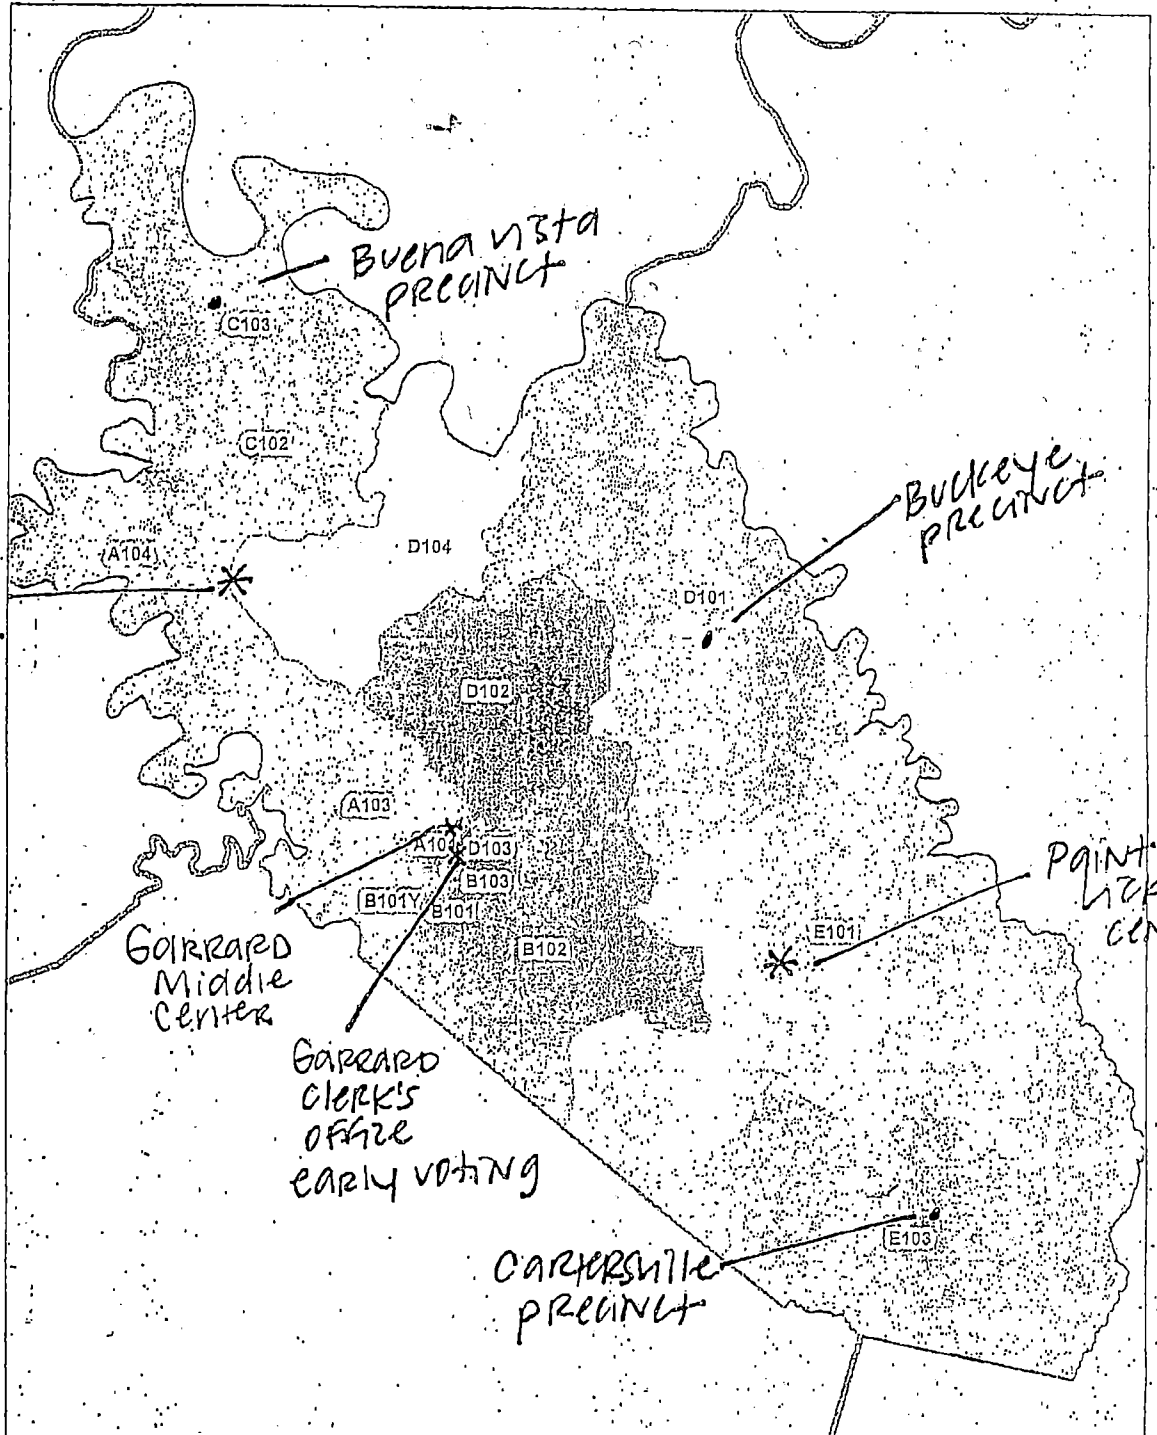 Buena Vista
precinct
C103
C102
Buckeye
precinct
A104
D104
D101
D102
A103
D103
B103
B101Y
B101
B102
E101
Paint
Garrard
Middle
Center
Garrard
Clerk's
office
early voting
E103
Cartersville
precinct